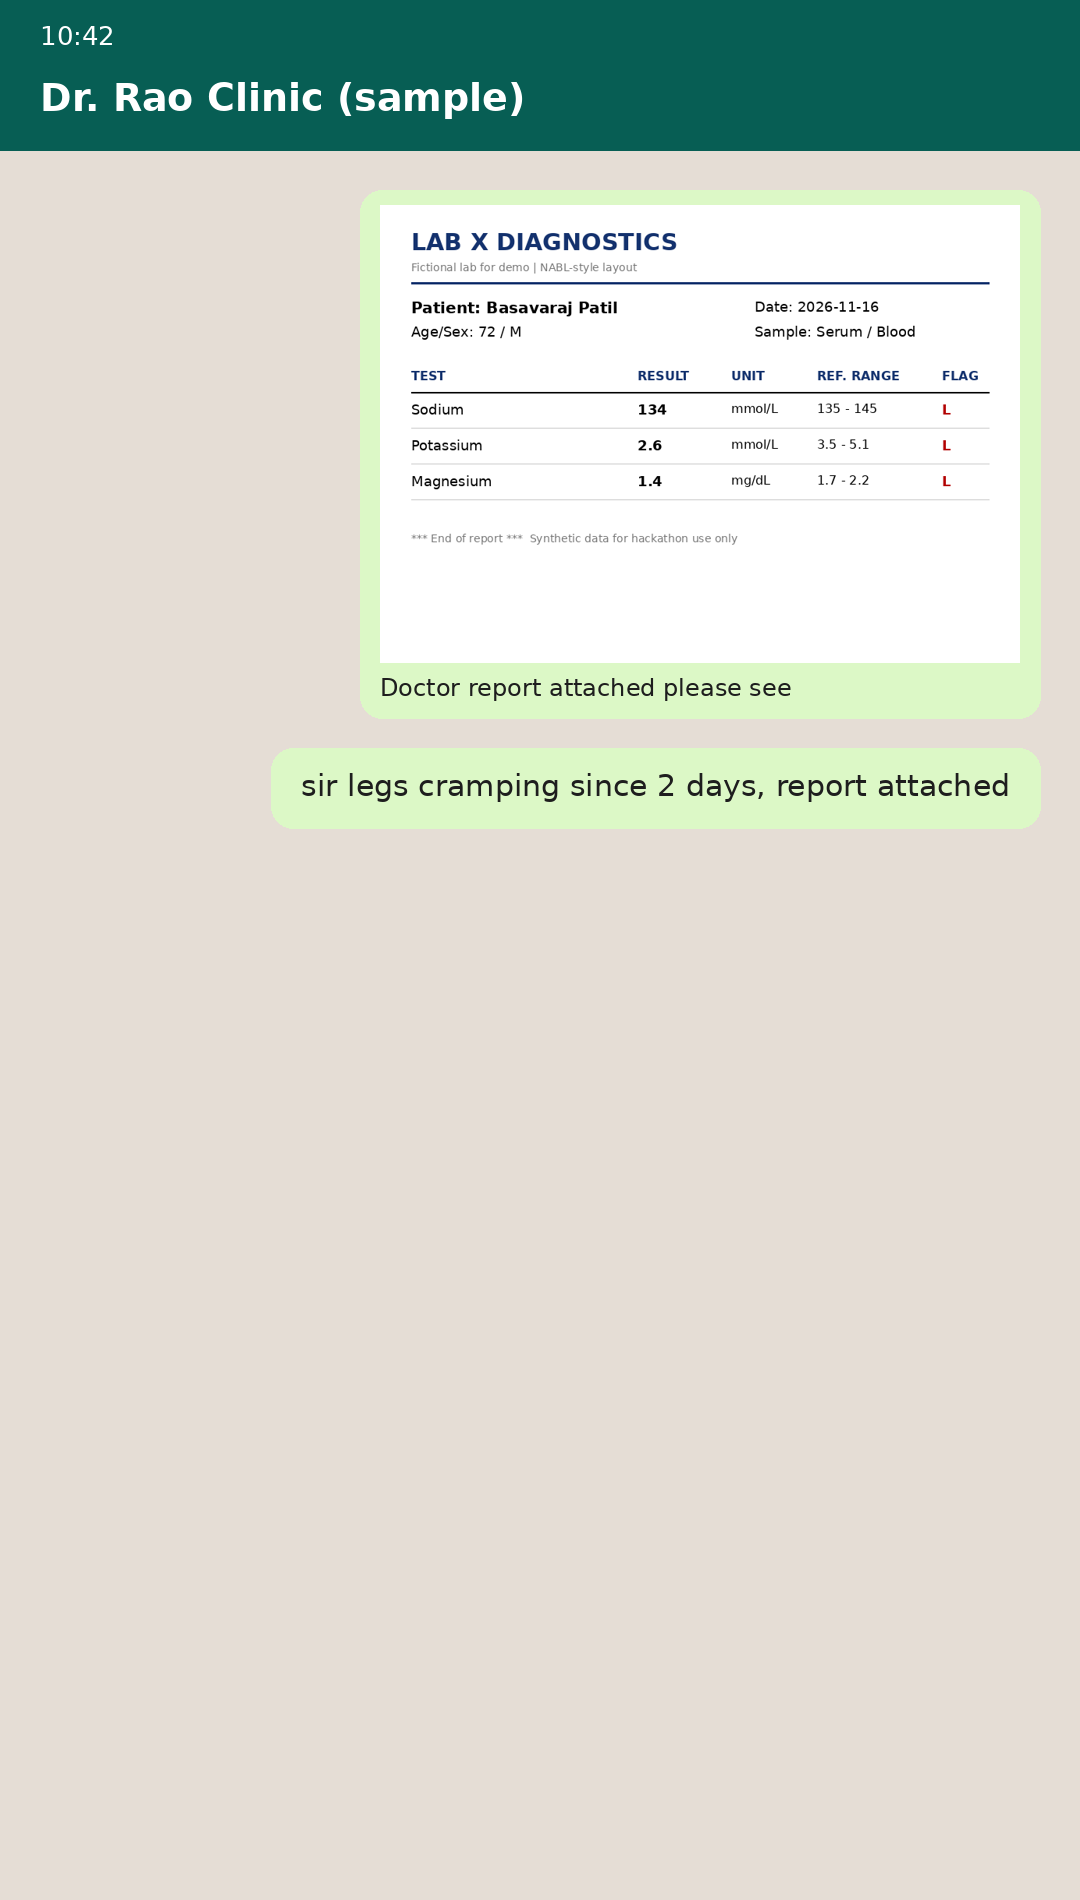 10:42
Dr. Rao Clinic (sample)
LAB X DIAGNOSTICS
Fictional lab for demo | NABL-style layout
Patient: Basavaraj Patil Date: 2026-11-16
Age/Sex: 72 / M Sample: Serum / Blood
TEST RESULT UNIT REF. RANGE FLAG
Sodium 134 mmol/L 135 - 145 L
Potassium 2.6 mmol/L 3.5 - 5.1 L
Magnesium 1.4 mg/dL 1.7 - 2.2 L
*** End of report *** Synthetic data for hackathon use only
Doctor report attached please see
sir legs cramping since 2 days, report attached